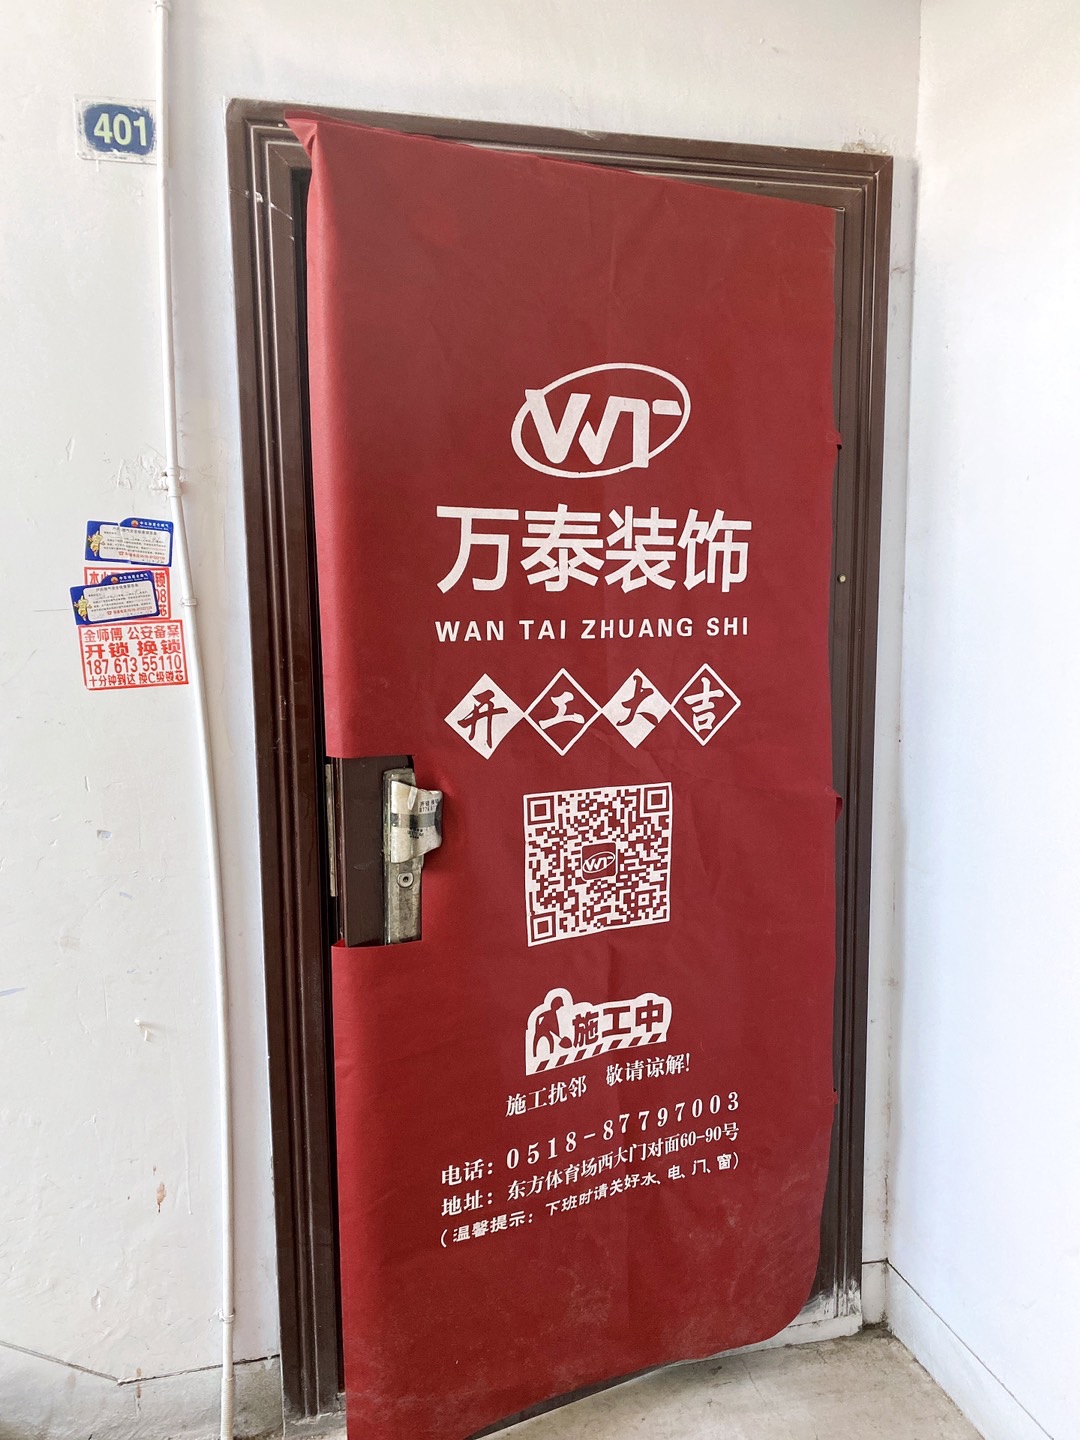 401
WT
万泰装饰
WAN TAI ZHUANG SHI
开工大吉
WT
施工中
施工扰邻 敬请谅解!
电话：0518-87797003
地址：东方体育场西大门对面60-90号
（温馨提示：下班时请关好水、电、门、窗）
金师傅 公安备案
开锁 换锁
187 613 55110
十分钟到达 换C级锁芯